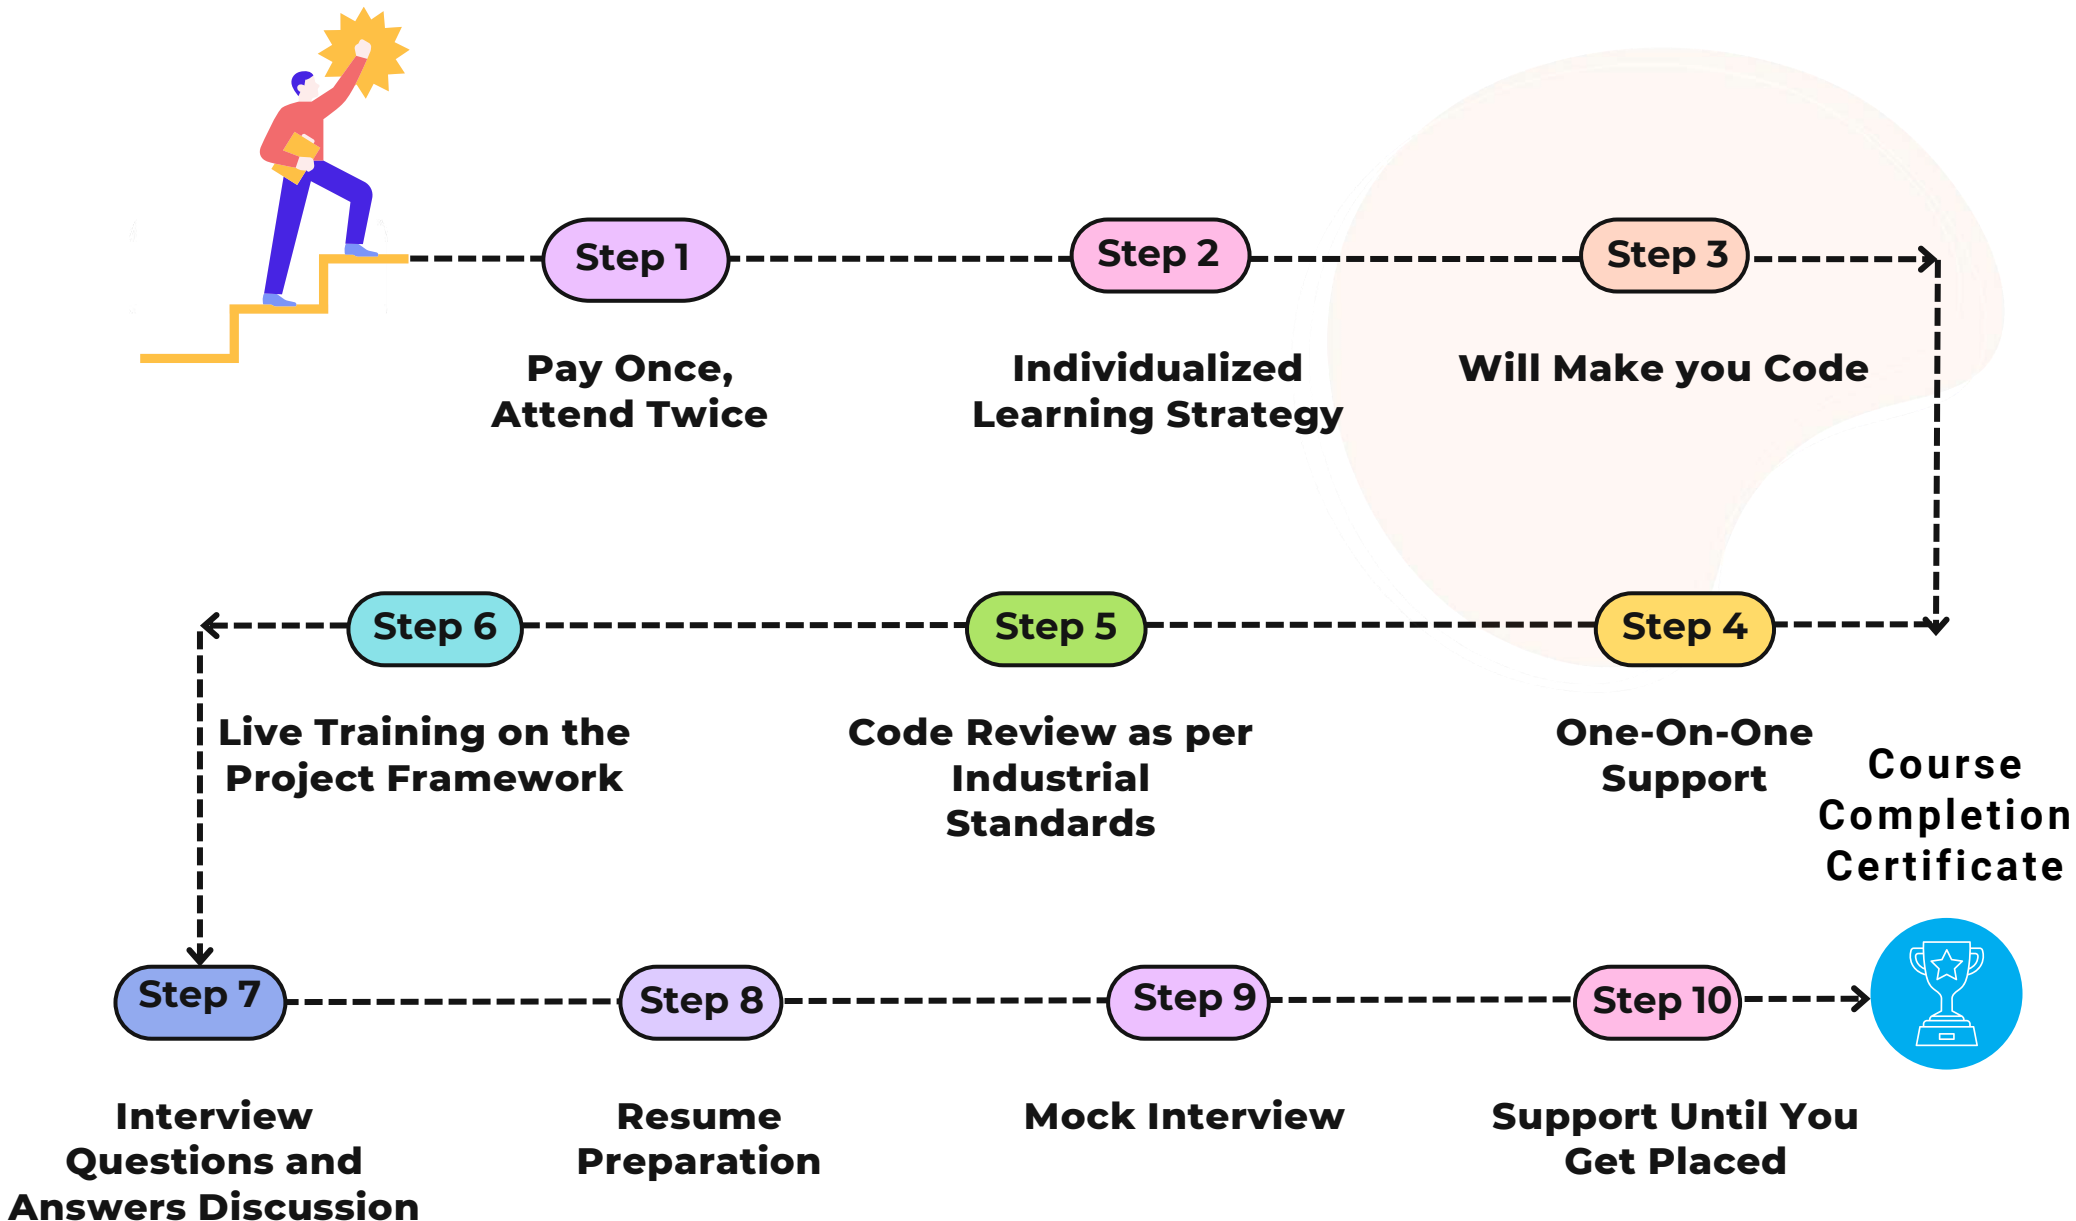 Step 1
Step 2
Step 3
Pay Once,
Attend Twice
Individualized
Learning Strategy
Will Make you Code
Step 6
Step 5
Step 4
Live Training on the
Project Framework
Code Review as per
Industrial
Standards
One-On-One
Support
Course
Completion
Certificate
Step 7
Step 8
Step 9
Step 10
Interview
Questions and
Answers Discussion
Resume
Preparation
Mock Interview
Support Until You
Get Placed